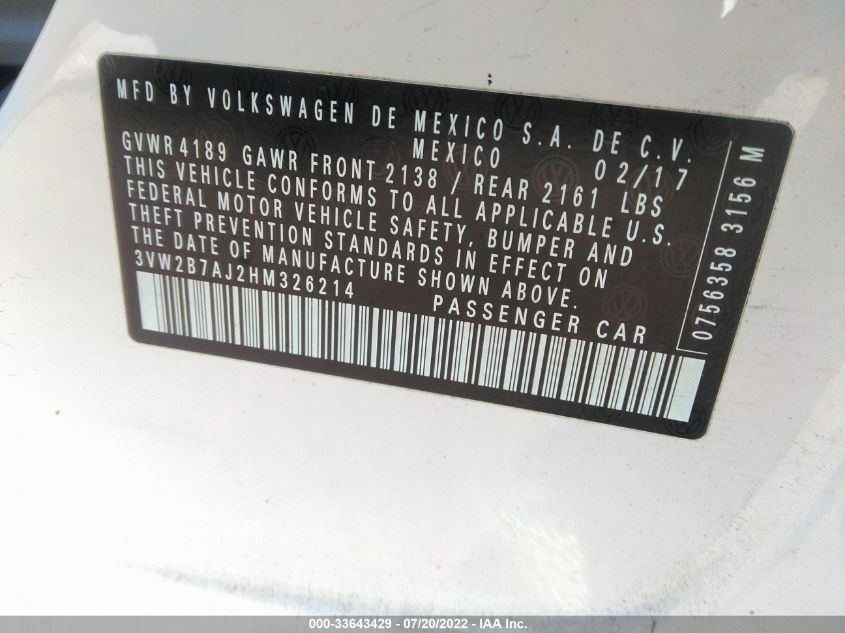 MFD BY VOLKSWAGEN DE MEXICO S.A. DE C.V.
MEXICO 02/17
GVWR 4189 GAWR FRONT 2138 / REAR 2161 LBS
THIS VEHICLE CONFORMS TO ALL APPLICABLE U.S.
FEDERAL MOTOR VEHICLE SAFETY, BUMPER AND
THEFT PREVENTION STANDARDS IN EFFECT ON
THE DATE OF MANUFACTURE SHOWN ABOVE.
3VW2B7AJ2HM326214 PASSENGER CAR
0756358 3156 M
000-33643429 - 07/20/2022 - IAA Inc.